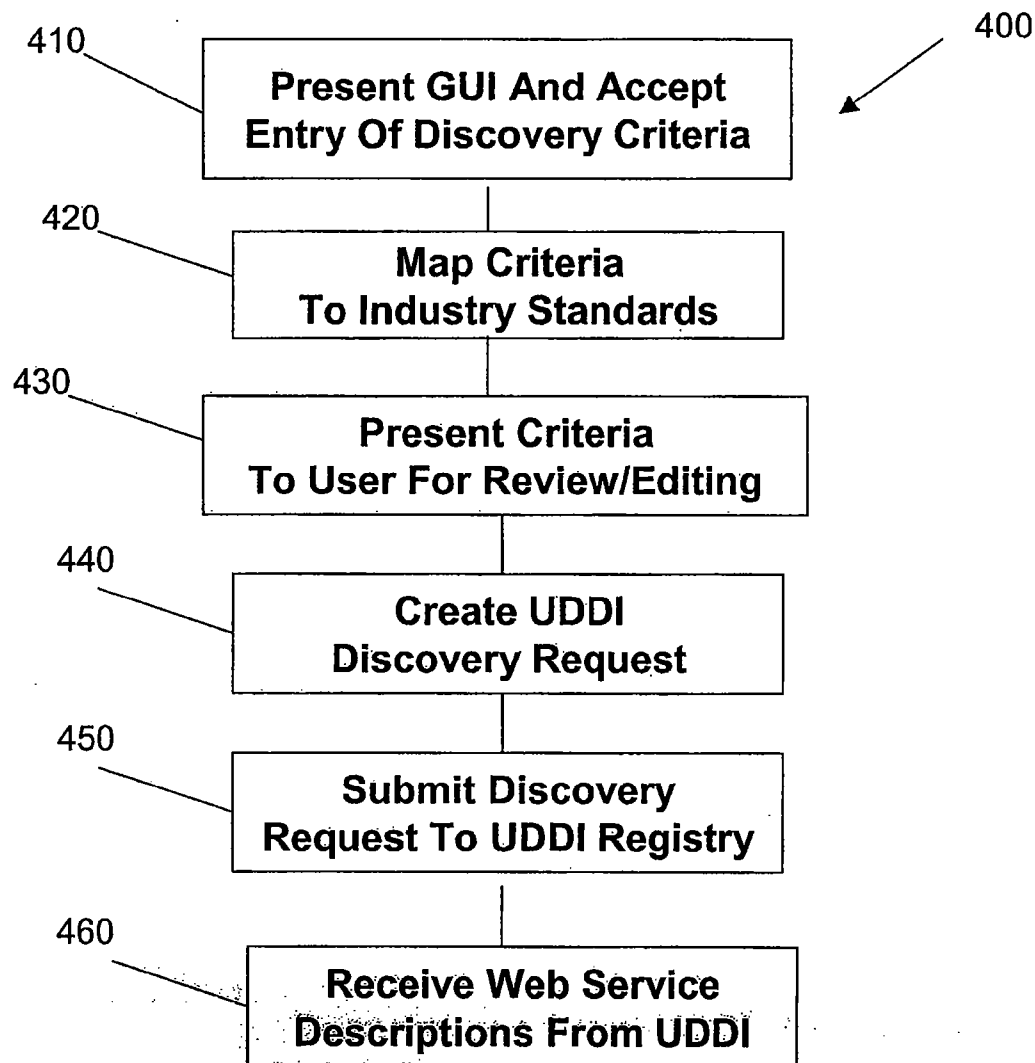 400
410
Present GUI And Accept
Entry Of Discovery Criteria
420
Map Criteria
To Industry Standards
430
Present Criteria
To User For Review/Editing
440
Create UDDI
Discovery Request
450
Submit Discovery
Request To UDDI Registry
460
Receive Web Service
Descriptions From UDDI